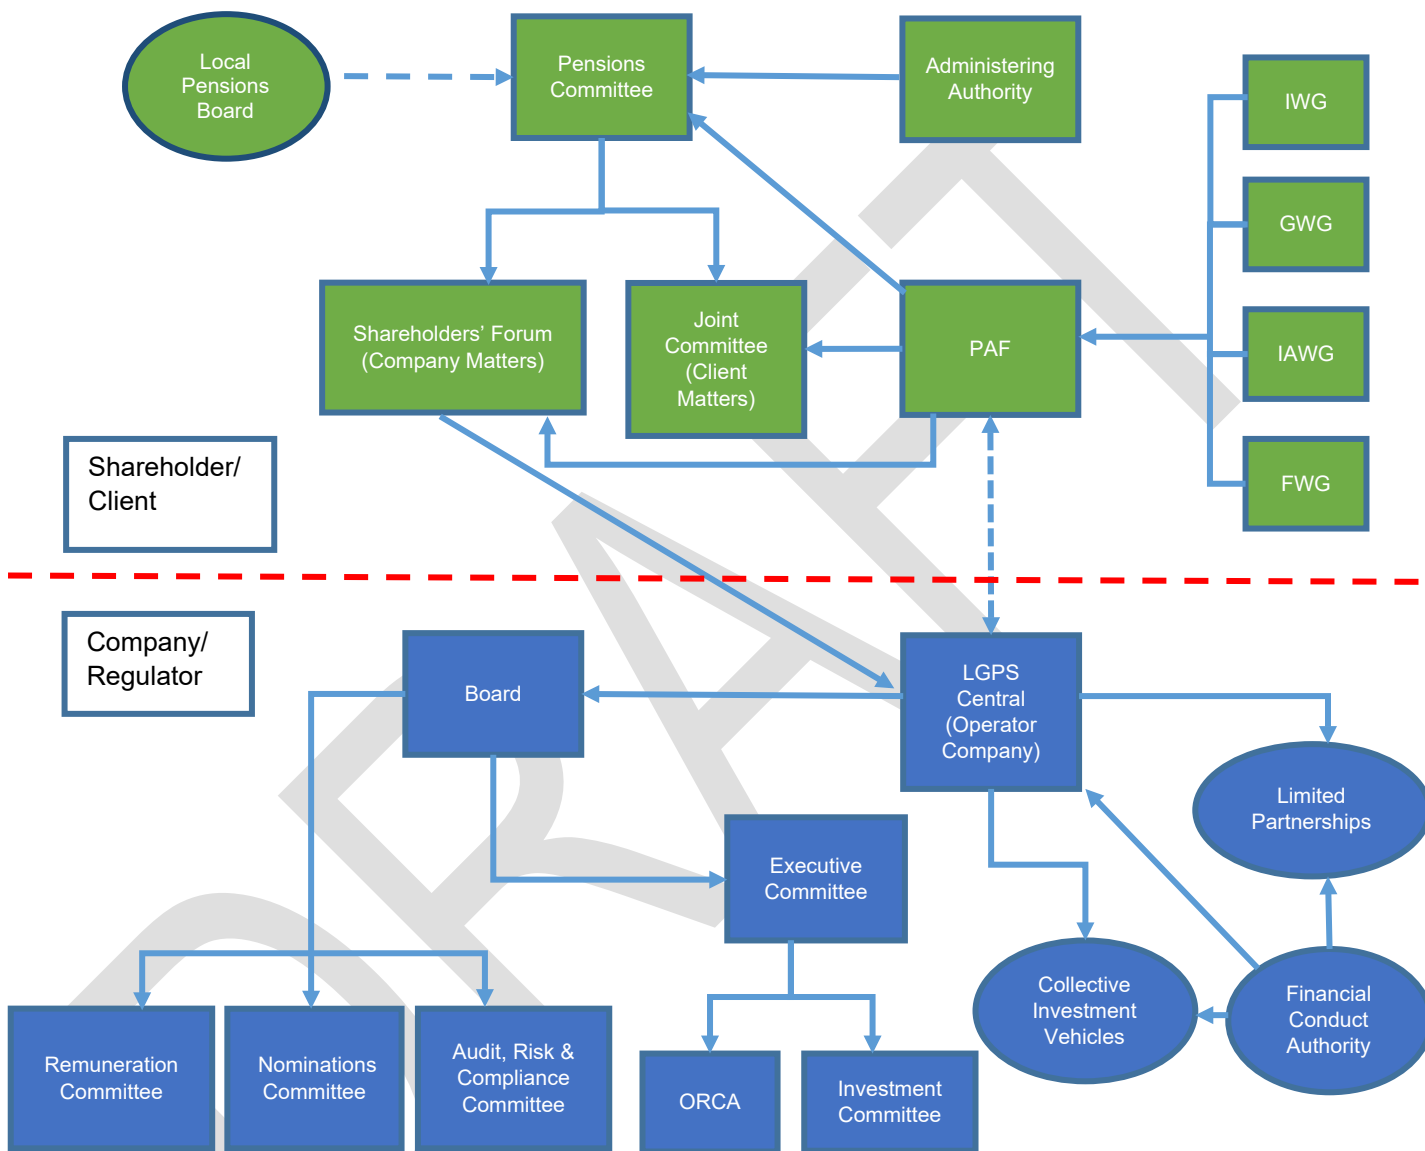 Local
Pensions
Board
Pensions
Committee
Administering
Authority
IWG
GWG
IAWG
FWG
Shareholders’ Forum
(Company Matters)
Joint
Committee
(Client
Matters)
PAF
Shareholder/
Client
Company/
Regulator
Board
LGPS
Central
(Operator
Company)
Limited
Partnerships
Executive
Committee
Collective
Investment
Vehicles
Financial
Conduct
Authority
Remuneration
Committee
Nominations
Committee
Audit, Risk &
Compliance
Committee
ORCA
Investment
Committee
DRAFT